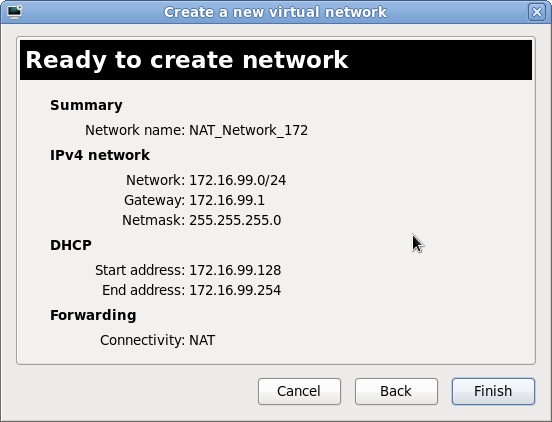 Create a new virtual network
Ready to create network
Summary
Network name: NAT_Network_172
IPv4 network
Network: 172.16.99.0/24
Gateway: 172.16.99.1
Netmask: 255.255.255.0
DHCP
Start address: 172.16.99.128
End address: 172.16.99.254
Forwarding
Connectivity: NAT
Cancel Back Finish